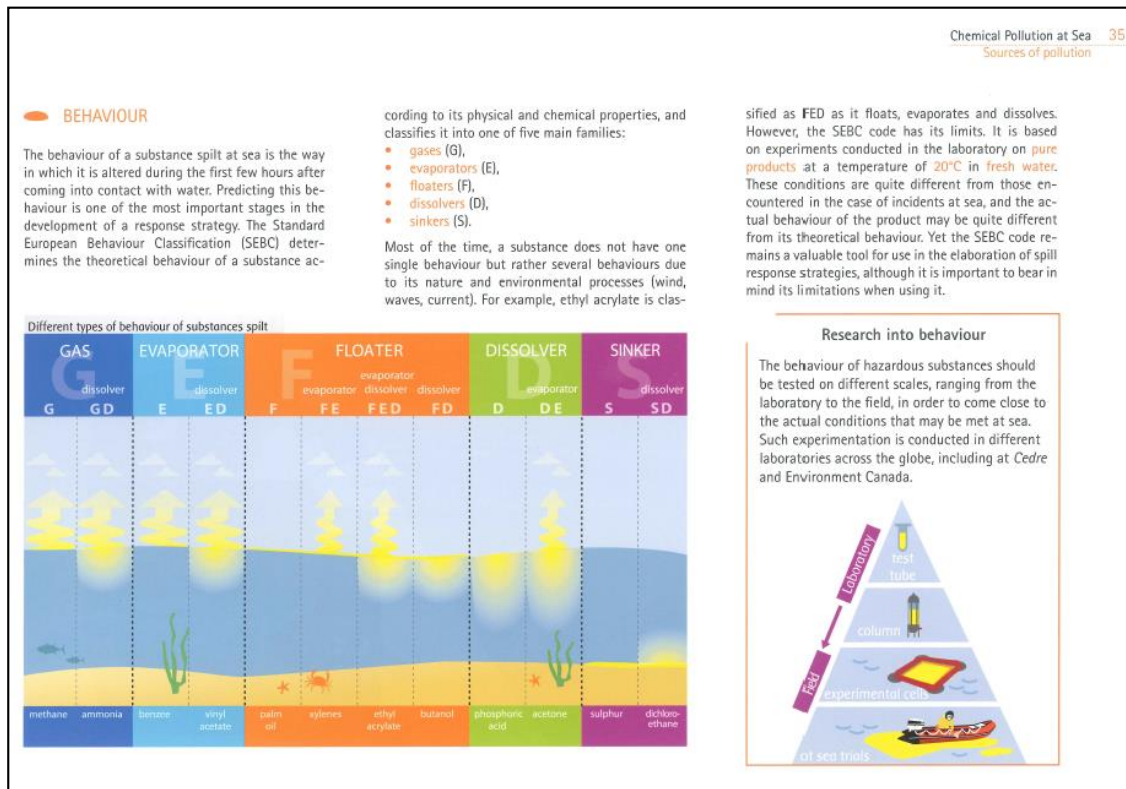 Chemical Pollution at Sea 35
Sources of pollution
BEHAVIOUR
The behaviour of a substance spilt at sea is the way
in which it is altered during the first few hours after
coming into contact with water. Predicting this be-
haviour is one of the most important stages in the
development of a response strategy. The Standard
European Behaviour Classification (SEBC) deter-
mines the theoretical behaviour of a substance ac-
cording to its physical and chemical properties, and
classifies it into one of five main families:
• gases (G),
• evaporators (E),
• floaters (F),
• dissolvers (D),
• sinkers (S).
Most of the time, a substance does not have one
single behaviour but rather several behaviours due
to its nature and environmental processes (wind,
waves, current). For example, ethyl acrylate is clas-
sified as FED as it floats, evaporates and dissolves.
However, the SEBC code has its limits. It is based
on experiments conducted in the laboratory on pure
products at a temperature of 20°C in fresh water.
These conditions are quite different from those en-
countered in the case of incidents at sea, and the ac-
tual behaviour of the product may be quite different
from its theoretical behaviour. Yet the SEBC code re-
mains a valuable tool for use in the elaboration of spill
response strategies, although it is important to bear in
mind its limitations when using it.
Different types of behaviour of substances spilt
GAS EVAPORATOR FLOATER DISSOLVER SINKER
G E F D S
evaporator
dissolver dissolver evaporator dissolver dissolver evaporator dissolver
G GD E ED F FE FED FD D DE S SD
methane ammonia benzene vinyl acetate palm oil xylenes ethyl acrylate butanol phosphoric acid acetone sulphur dichloro-ethane
Research into behaviour
The behaviour of hazardous substances should
be tested on different scales, ranging from the
laboratory to the field, in order to come close to
the actual conditions that may be met at sea.
Such experimentation is conducted in different
laboratories across the globe, including at Cedre
and Environment Canada.
Laboratory
Field
test
tube
column
experimental cells
at sea trials